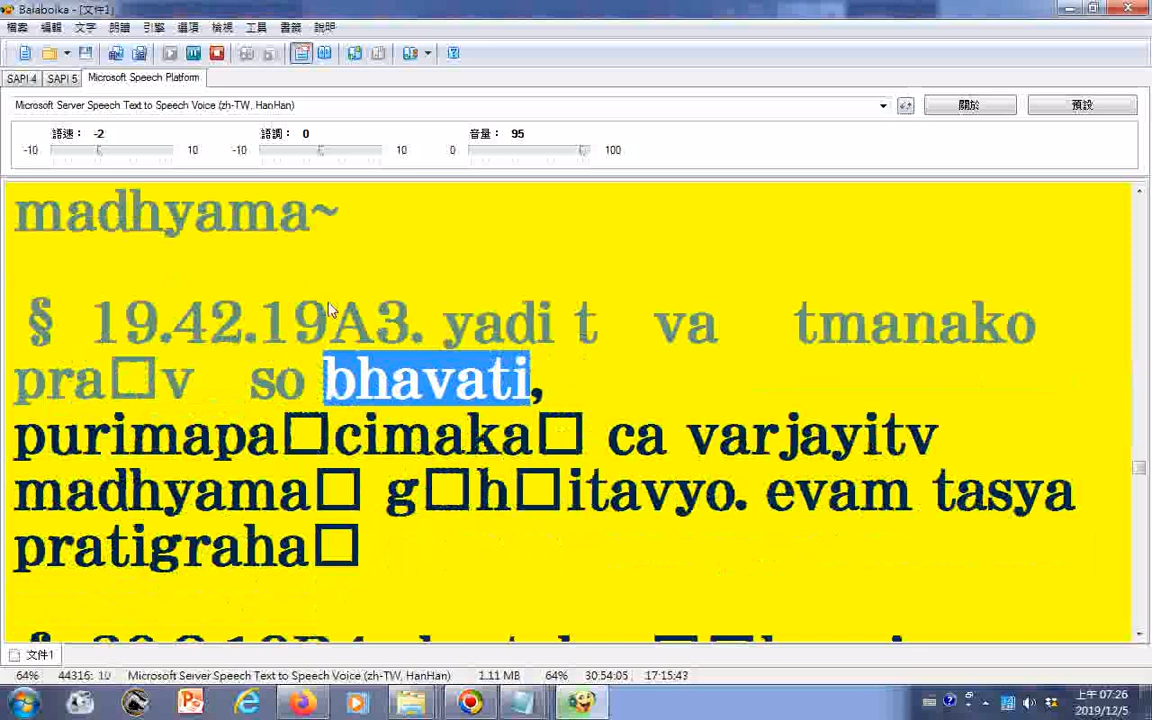 Balabolka - [文件1]
檔案 編輯 文字 朗讀 引擎 選項 檢視 工具 書籤 說明
SAPI 4 SAPI 5 Microsoft Speech Platform
Microsoft Server Speech Text to Speech Voice (zh-TW, HanHan) 關於 預設
語速： -2 語調： 0 音量： 95
-10 10 -10 10 0 100
madhyama~
§ 19.42.19A3. yadi t va tmanako
pra□v so bhavati,
purimapa□cimaka□ ca varjayitv
madhyama□ g□h□itavyo. evam tasya
pratigraha□
文件1
64% 44316: 10 Microsoft Server Speech Text to Speech Voice (zh-TW, HanHan) 1.11 MB 64% 30:54:05 17:15:43
上午 07:26
2019/12/5